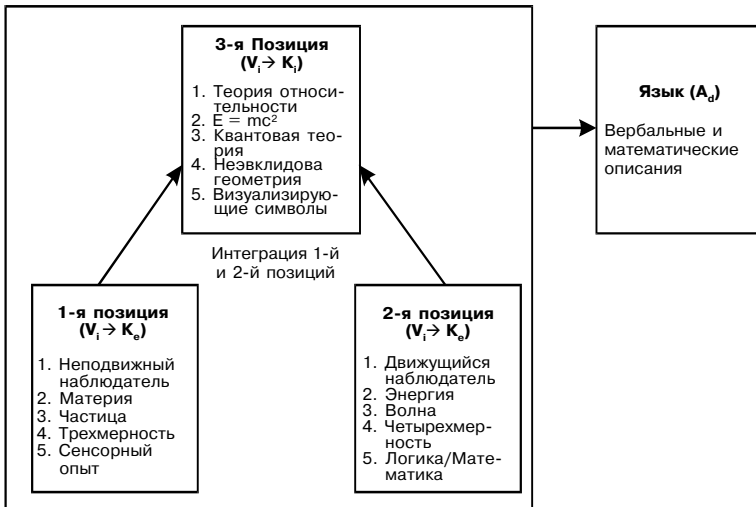 3-я Позиция
(Vᵢ → Kᵢ)
1. Теория относи-
тельности
2. E = mc²
3. Квантовая тео-
рия
4. Неэвклидова
геометрия
5. Визуализирую-
щие символы
Язык (A_d)
Вербальные и
математические
описания
Интеграция 1-й
и 2-й позиций
1-я позиция
(Vᵢ → Kₑ)
1. Неподвижный
наблюдатель
2. Материя
3. Частица
4. Трехмерность
5. Сенсорный
опыт
2-я позиция
(Vᵢ → Kₑ)
1. Движущийся
наблюдатель
2. Энергия
3. Волна
4. Четырехмер-
ность
5. Логика/Мате-
матика